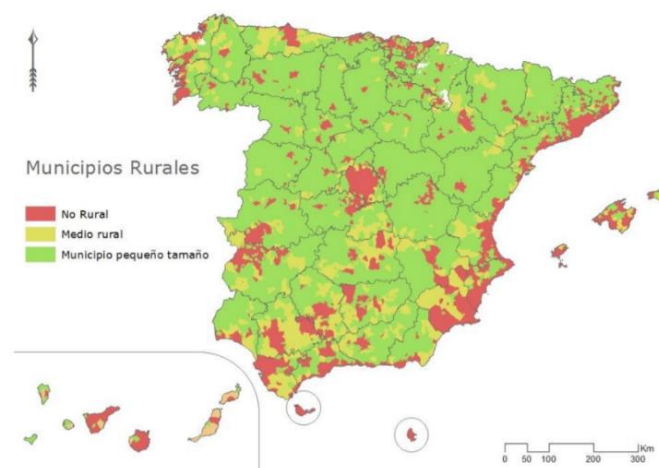 Municipios Rurales
No Rural
Medio rural
Municipio pequeño tamaño
Km
0 50 100 200 300